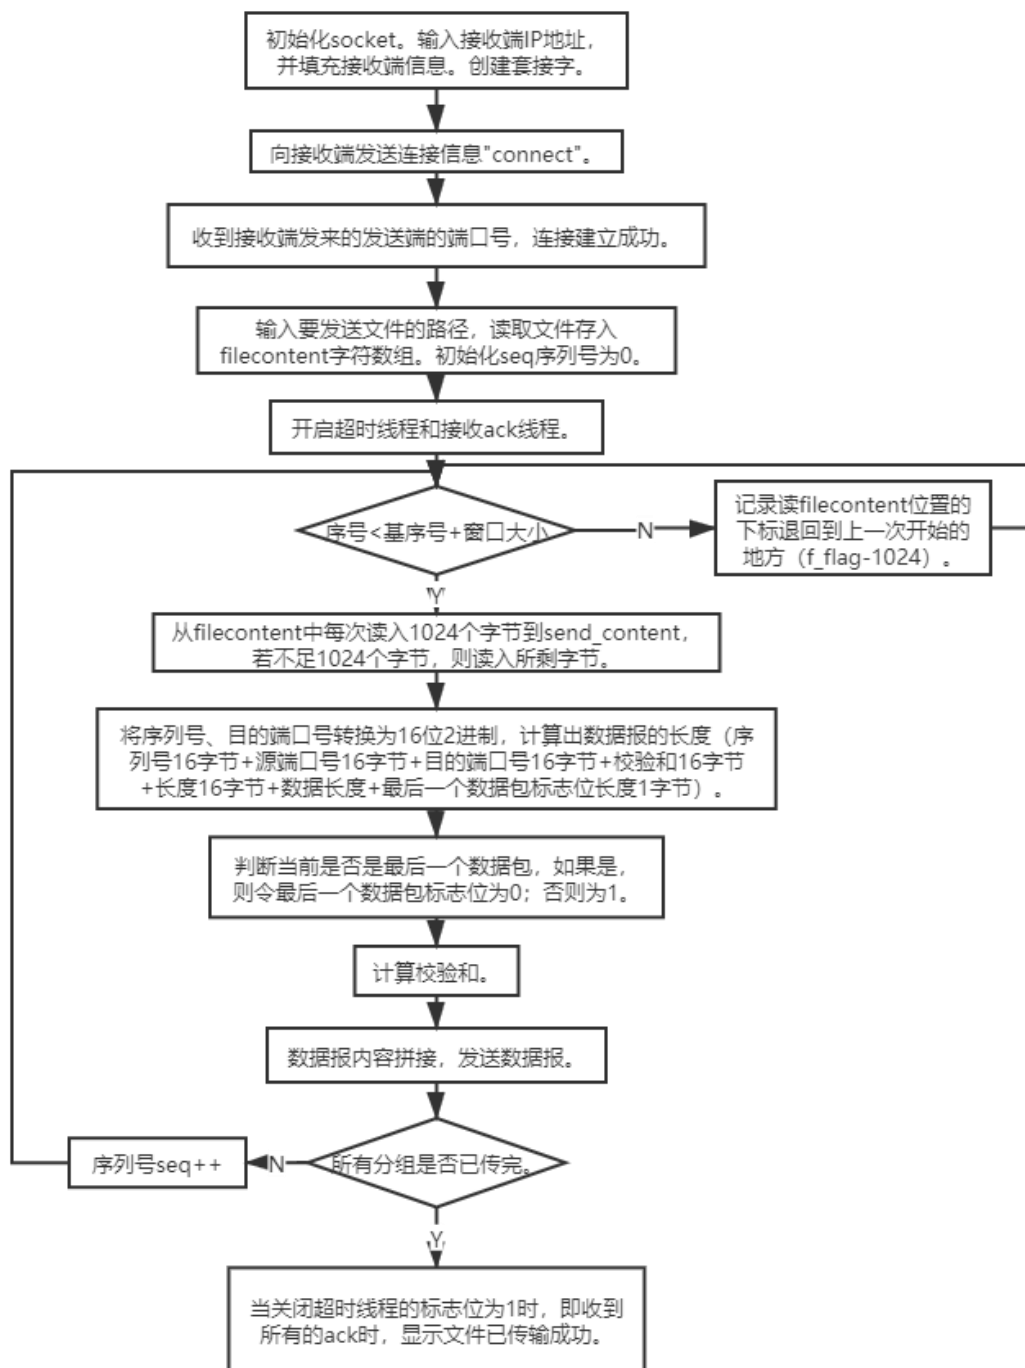 初始化socket。输入接收端IP地址，
并填充接收端信息。创建套接字。
向接收端发送连接信息"connect"。
收到接收端发来的发送端的端口号，连接建立成功。
输入要发送文件的路径，读取文件存入
filecontent字符数组。初始化seq序列号为0。
开启超时线程和接收ack线程。
序号<基序号+窗口大小
N
记录读filecontent位置的
下标退回到上一次开始的
地方（f_flag-1024）。
Y
从filecontent中每次读入1024个字节到send_content，
若不足1024个字节，则读入所剩字节。
将序列号、目的端口号转换为16位2进制，计算出数据报的长度（序
列号16字节+源端口号16字节+目的端口号16字节+校验和16字节
+长度16字节+数据长度+最后一个数据包标志位长度1字节）。
判断当前是否是最后一个数据包，如果是，
则令最后一个数据包标志位为0；否则为1。
计算校验和。
数据报内容拼接，发送数据报。
所有分组是否已传完。
N
序列号seq++
Y
当关闭超时线程的标志位为1时，即收到
所有的ack时，显示文件已传输成功。